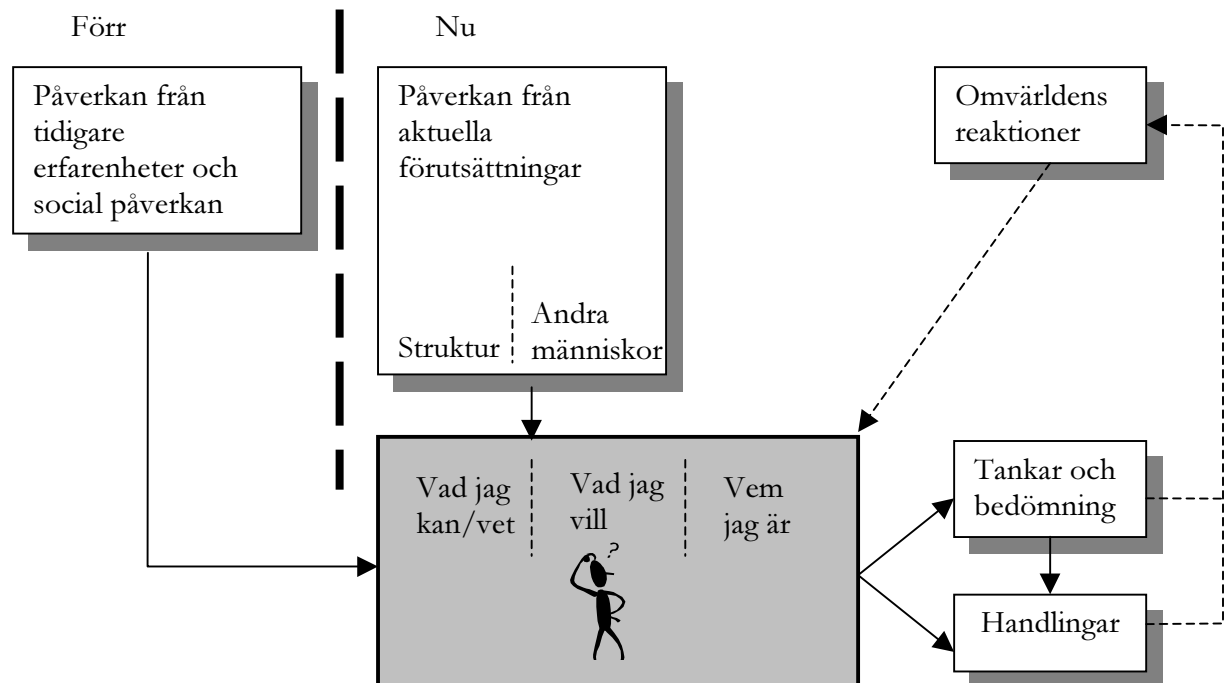 Förr
Nu
Påverkan från
tidigare
erfarenheter och
social påverkan
Påverkan från
aktuella
förutsättningar
Struktur
Andra
människor
Omvärldens
reaktioner
Vad jag
kan/vet
Vad jag
vill
Vem
jag är
?
Tankar och
bedömning
Handlingar